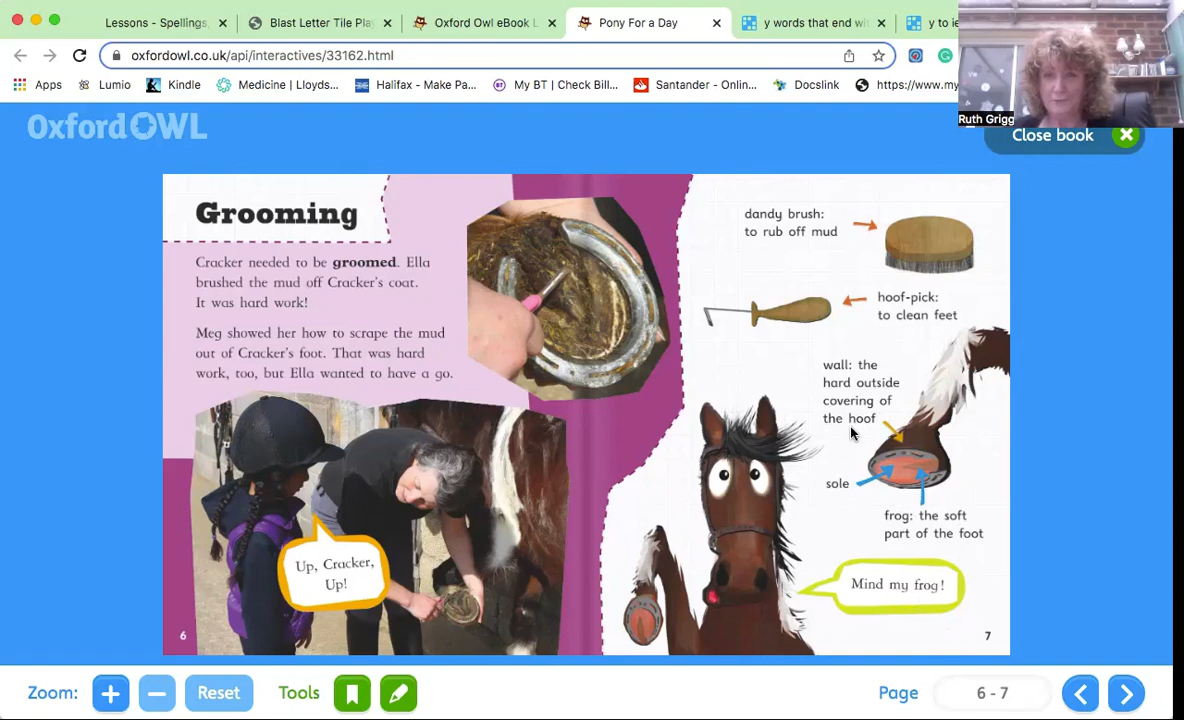 Lessons - Spellings,
Blast Letter Tile Play
Oxford Owl eBook L
Pony For a Day
y words that end wi
y to ie
oxfordowl.co.uk/api/interactives/33162.html
Apps
Lumio
Kindle
Medicine | Lloyds...
Halifax - Make Pa...
My BT | Check Bill...
Santander - Onlin...
Docslink
https://www.my
Ruth Grigg
Oxford OWL
Close book
Grooming
Cracker needed to be groomed. Ella
brushed the mud off Cracker's coat.
It was hard work!
Meg showed her how to scrape the mud
out of Cracker's foot. That was hard
work, too, but Ella wanted to have a go.
Up, Cracker,
Up!
6
dandy brush:
to rub off mud
hoof-pick:
to clean feet
wall: the
hard outside
covering of
the hoof
sole
frog: the soft
part of the foot
Mind my frog!
7
Zoom:
Reset
Tools
Page
6 - 7